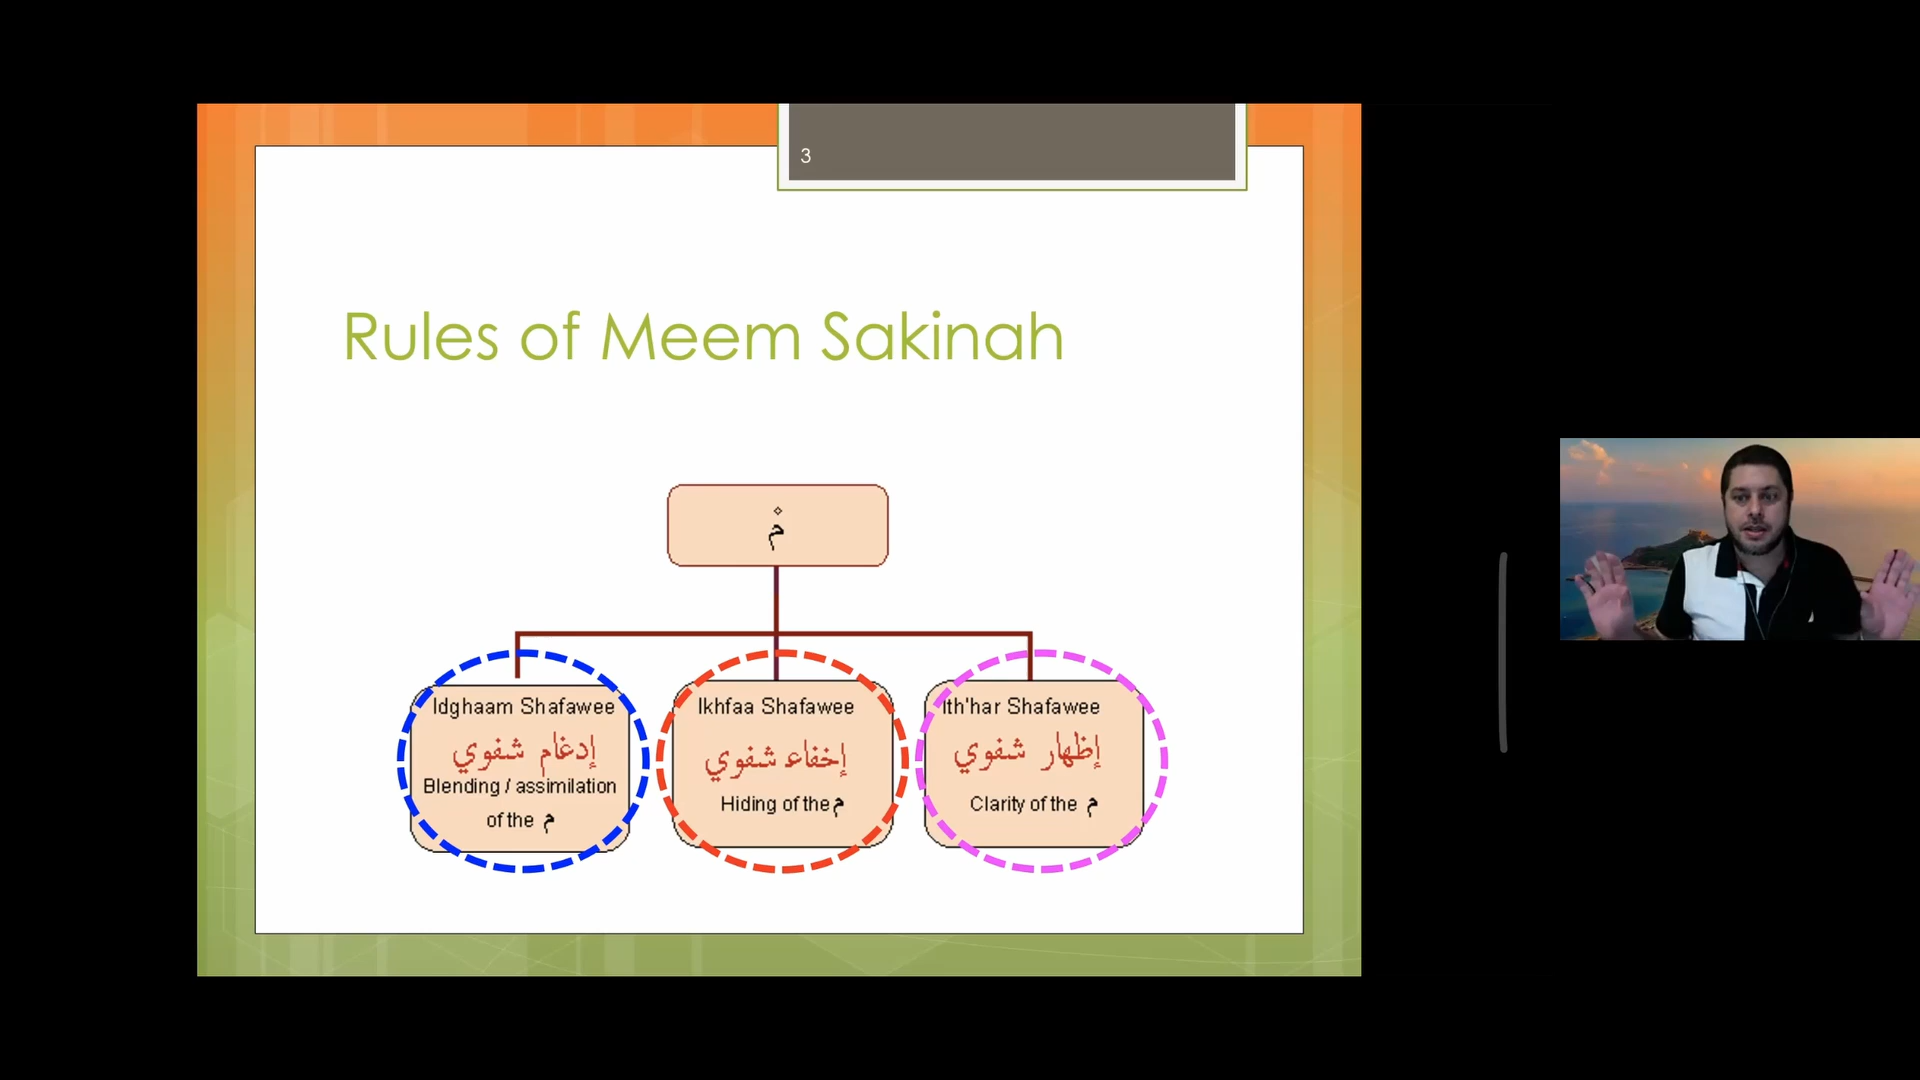 3
Rules of Meem Sakinah
مْ
Idghaam Shafawee
إدغام شفوي
Blending / assimilation
of the م
Ikhfaa Shafawee
إخفاء شفوي
Hiding of the م
Ith'har Shafawee
إظهار شفوي
Clarity of the م